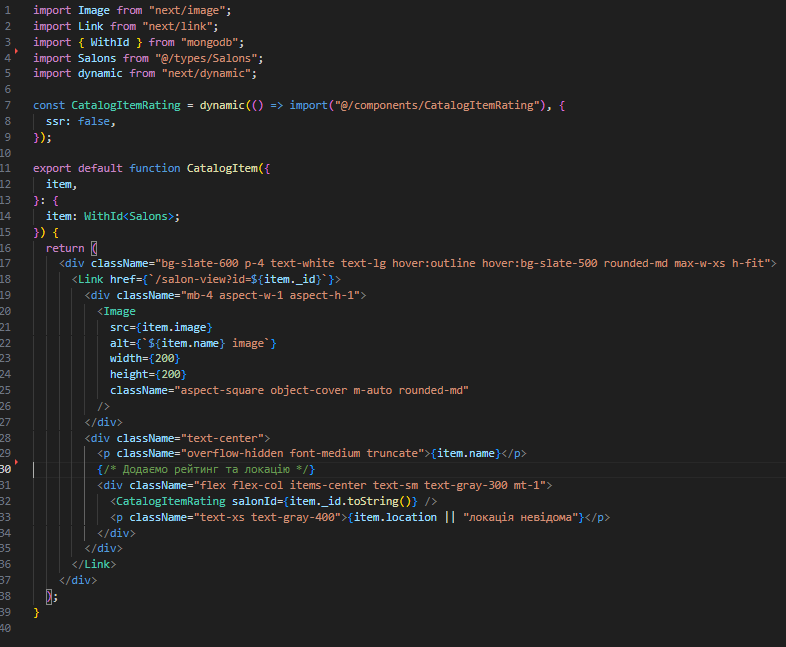 1 import Image from "next/image";
2 import Link from "next/link";
3 import { WithId } from "mongodb";
4 import Salons from "@/types/Salons";
5 import dynamic from "next/dynamic";
6
7 const CatalogItemRating = dynamic(() => import("@/components/CatalogItemRating"), {
8   ssr: false,
9 });
10
11 export default function CatalogItem({
12   item,
13 }: {
14   item: WithId<Salons>;
15 }) {
16   return (
17     <div className="bg-slate-600 p-4 text-white text-lg hover:outline hover:bg-slate-500 rounded-md max-w-xs h-fit">
18       <Link href={`/salon-view?id=${item._id}`}>
19         <div className="mb-4 aspect-w-1 aspect-h-1">
20           <Image
21             src={item.image}
22             alt={`${item.name} image`}
23             width={200}
24             height={200}
25             className="aspect-square object-cover m-auto rounded-md"
26           />
27         </div>
28         <div className="text-center">
29           <p className="overflow-hidden font-medium truncate">{item.name}</p>
30           {/* Додаємо рейтинг та локацію */}
31           <div className="flex flex-col items-center text-sm text-gray-300 mt-1">
32             <CatalogItemRating salonId={item._id.toString()} />
33             <p className="text-xs text-gray-400">{item.location || "локація невідома"}</p>
34           </div>
35         </div>
36       </Link>
37     </div>
38   );
39 }
40